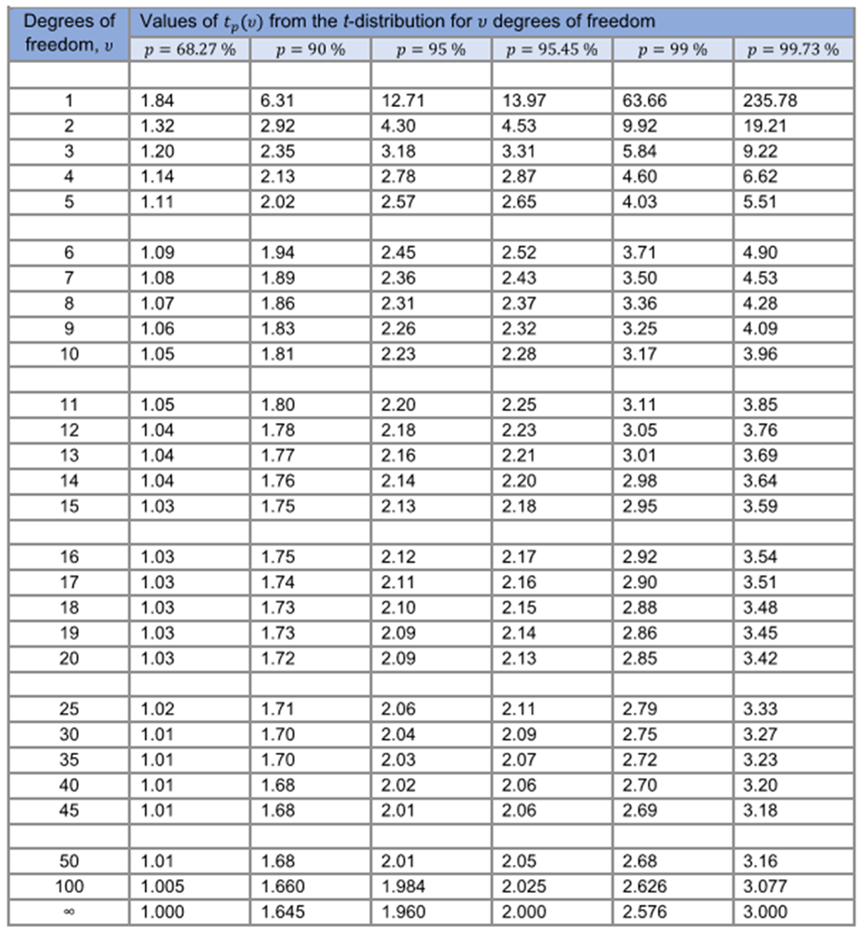 Degrees of freedom, υ Values of tₚ(υ) from the t-distribution for υ degrees of freedom
p = 68.27 % p = 90 % p = 95 % p = 95.45 % p = 99 % p = 99.73 %
1 1.84 6.31 12.71 13.97 63.66 235.78
2 1.32 2.92 4.30 4.53 9.92 19.21
3 1.20 2.35 3.18 3.31 5.84 9.22
4 1.14 2.13 2.78 2.87 4.60 6.62
5 1.11 2.02 2.57 2.65 4.03 5.51
6 1.09 1.94 2.45 2.52 3.71 4.90
7 1.08 1.89 2.36 2.43 3.50 4.53
8 1.07 1.86 2.31 2.37 3.36 4.28
9 1.06 1.83 2.26 2.32 3.25 4.09
10 1.05 1.81 2.23 2.28 3.17 3.96
11 1.05 1.80 2.20 2.25 3.11 3.85
12 1.04 1.78 2.18 2.23 3.05 3.76
13 1.04 1.77 2.16 2.21 3.01 3.69
14 1.04 1.76 2.14 2.20 2.98 3.64
15 1.03 1.75 2.13 2.18 2.95 3.59
16 1.03 1.75 2.12 2.17 2.92 3.54
17 1.03 1.74 2.11 2.16 2.90 3.51
18 1.03 1.73 2.10 2.15 2.88 3.48
19 1.03 1.73 2.09 2.14 2.86 3.45
20 1.03 1.72 2.09 2.13 2.85 3.42
25 1.02 1.71 2.06 2.11 2.79 3.33
30 1.01 1.70 2.04 2.09 2.75 3.27
35 1.01 1.70 2.03 2.07 2.72 3.23
40 1.01 1.68 2.02 2.06 2.70 3.20
45 1.01 1.68 2.01 2.06 2.69 3.18
50 1.01 1.68 2.01 2.05 2.68 3.16
100 1.005 1.660 1.984 2.025 2.626 3.077
∞ 1.000 1.645 1.960 2.000 2.576 3.000